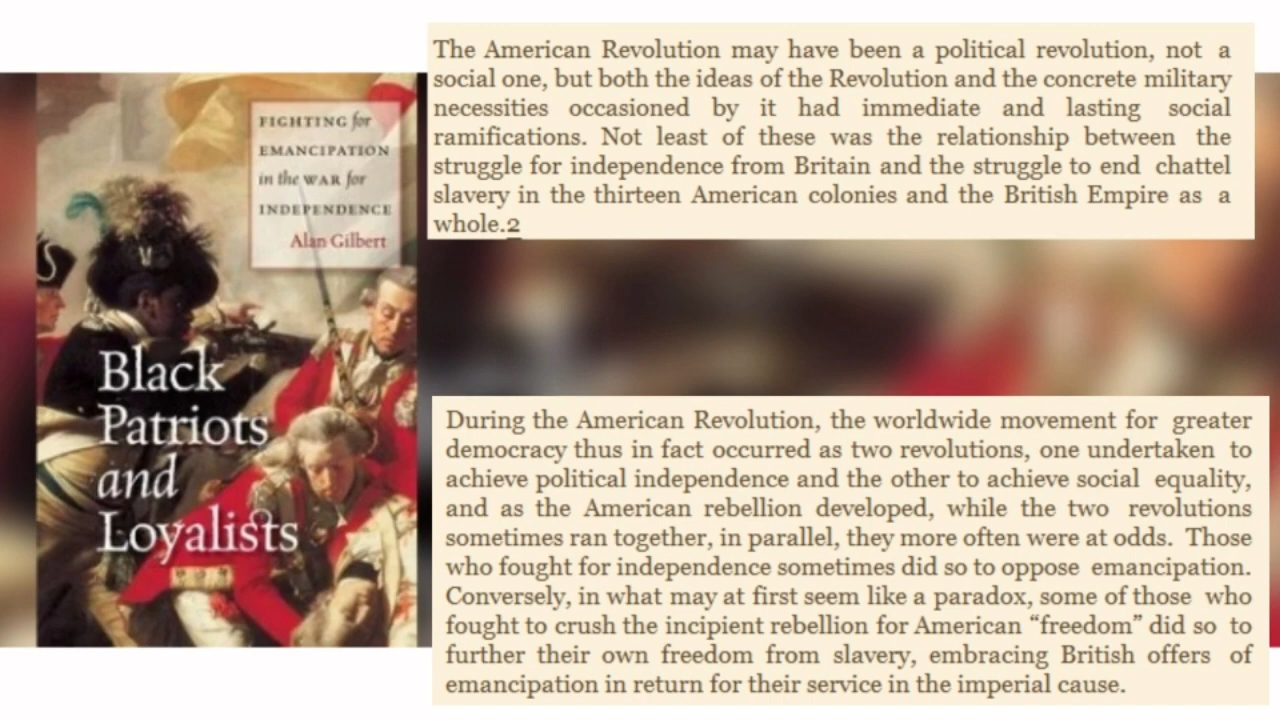 FIGHTING for
EMANCIPATION
in the WAR for
INDEPENDENCE
Alan Gilbert
Black
Patriots
and
Loyalists
The American Revolution may have been a political revolution, not a
social one, but both the ideas of the Revolution and the concrete military
necessities occasioned by it had immediate and lasting social
ramifications. Not least of these was the relationship between the
struggle for independence from Britain and the struggle to end chattel
slavery in the thirteen American colonies and the British Empire as a
whole.2
During the American Revolution, the worldwide movement for greater
democracy thus in fact occurred as two revolutions, one undertaken to
achieve political independence and the other to achieve social equality,
and as the American rebellion developed, while the two revolutions
sometimes ran together, in parallel, they more often were at odds. Those
who fought for independence sometimes did so to oppose emancipation.
Conversely, in what may at first seem like a paradox, some of those who
fought to crush the incipient rebellion for American “freedom” did so to
further their own freedom from slavery, embracing British offers of
emancipation in return for their service in the imperial cause.